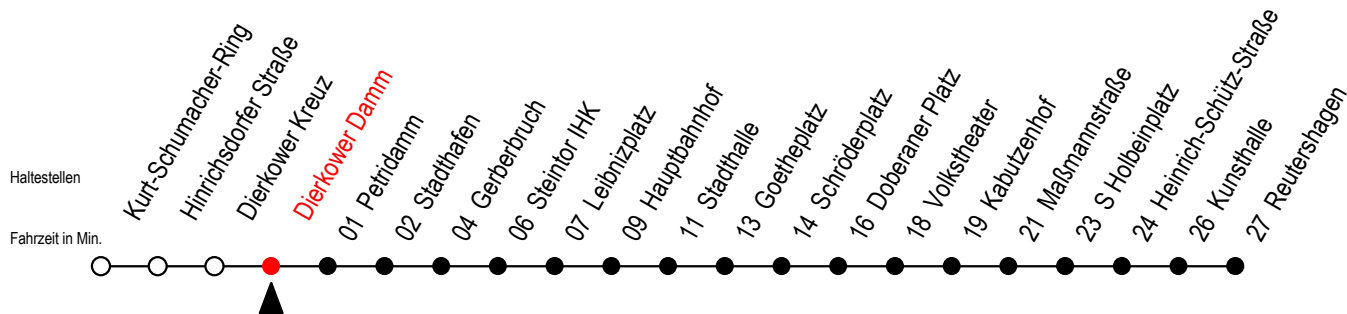 Haltestellen
Fahrzeit in Min.
Kurt-Schumacher-Ring
Hinrichsdorfer Straße
Dierkower Kreuz
Dierkower Damm
01 Petridamm
02 Stadthafen
04 Gerberbruch
06 Steintor IHK
07 Leibnizplatz
09 Hauptbahnhof
11 Stadthalle
13 Goetheplatz
14 Schröderplatz
16 Doberaner Platz
18 Volkstheater
19 Kabutzenhof
21 Maßmannstraße
23 S Holbeinplatz
24 Heinrich-Schütz-Straße
26 Kunsthalle
27 Reutershagen